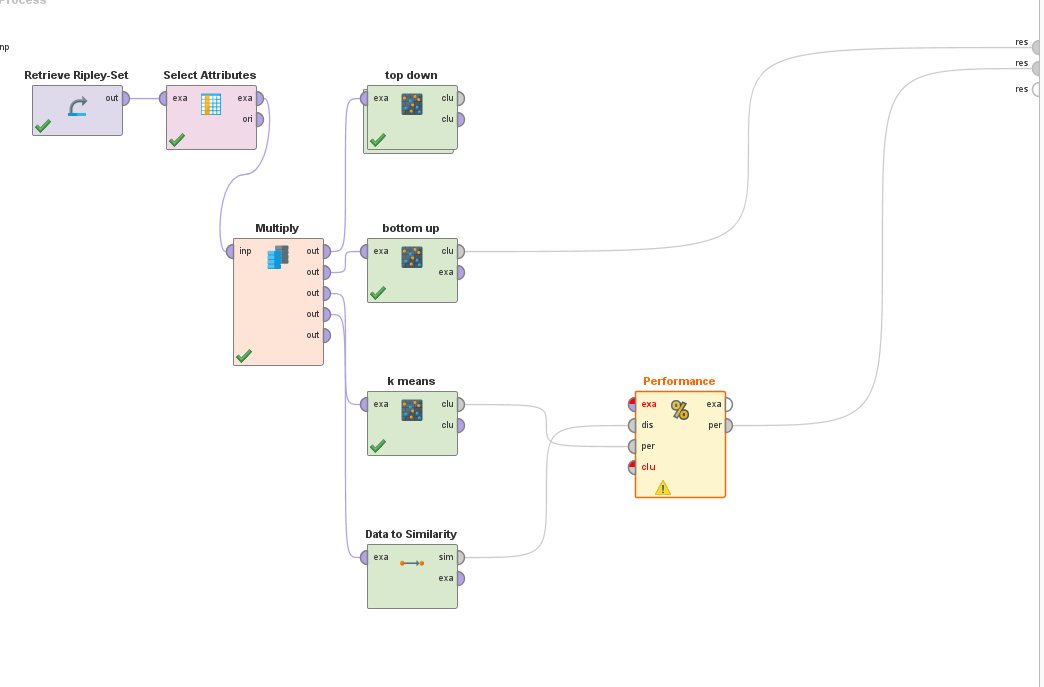 Process
inp
res
res
res
Retrieve Ripley-Set
out
Select Attributes
exa
exa
ori
top down
exa
clu
clu
Multiply
inp
out
out
out
out
out
bottom up
exa
clu
exa
k means
exa
clu
clu
Performance
exa
exa
dis
per
per
clu
%
!
Data to Similarity
exa
sim
exa